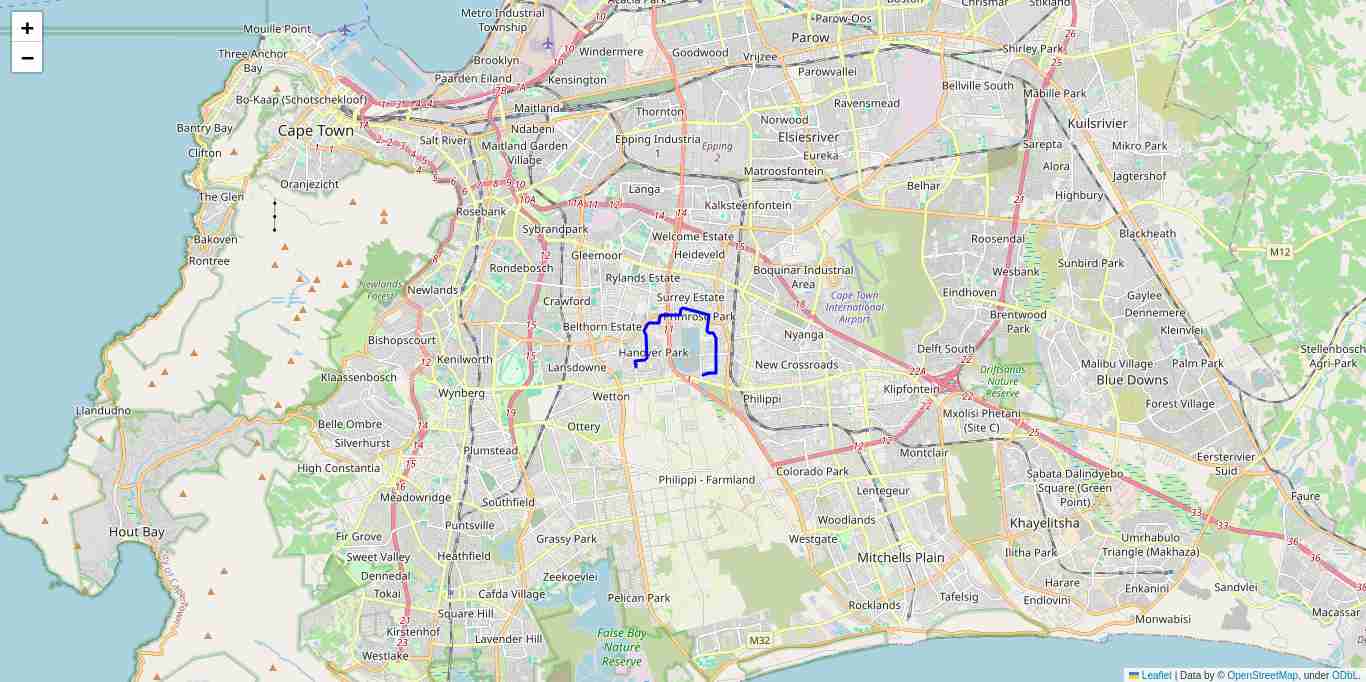 +
−
Mouille Point
Metro Industrial
Township
Parow-Oos
Stikland
Parow
Windermere
Goodwood
Vrijzee
Shirley Park
Three Anchor
Bay
Brooklyn
Paarden Eiland
Kensington
Parowvallei
Bellville South
Mabille Park
Bo-Kaap (Schotschekloof)
Maitland
Thornton
Ravensmead
Norwood
Kuilsrivier
Bantry Bay
Cape Town
Salt River
Ndabeni
Maitland Garden
Village
Epping Industria
1
Epping
2
Elsiesriver
Eureka
Sarepta
Mikro Park
Clifton
Matroosfontein
Alora
Jagtershof
Oranjezicht
Langa
Belhar
Highbury
The Glen
Rosebank
Kalksteenfontein
Sybrandpark
Welcome Estate
Bakoven
Rontree
Gleemoor
Heideveld
Roosendal
Blackheath
M12
Rondebosch
Rylands Estate
Boquinar Industrial
Area
Wesbank
Sunbird Park
Newlands
Forest
Newlands
Crawford
Surrey Estate
Cape Town
International
Airport
Eindhoven
Gaylee
Dennemere
Belthorn Estate
Primrose Park
Brentwood
Park
Kleinvlei
Bishopscourt
Nyanga
Delft South
Stellenbosch
Agri-Park
Kenilworth
Hanover Park
Lansdowne
New Crossroads
Malibu Village
Palm Park
Klaassenbosch
Driftsands
Nature
Reserve
Blue Downs
Wynberg
Wetton
Philippi
Klipfontein
Forest Village
Llandudno
Mxolisi Phetani
(Site C)
Belle Ombre
Ottery
Silverhurst
Plumstead
Montclair
Eersterivier
Suid
High Constantia
Colorado Park
Sabata Dalindyebo
Square (Green
Point)
Philippi - Farmland
Meadowridge
Southfield
Lentegeur
Faure
Hout Bay
Puntsville
Woodlands
Khayelitsha
Fir Grove
Grassy Park
Westgate
Umrhabulo
Triangle (Makhaza)
Sweet Valley
Heathfield
Mitchells Plain
Ilitha Park
Dennedal
Zeekoevlei
Harare
Enkanini
Sandvlei
Tokai
Cafda Village
Pelican Park
Rocklands
Tafelsig
Endlovini
Macassar
Square Hill
Monwabisi
Kirstenhof
Lavender Hill
False Bay
Nature
Reserve
M32
Westlake
Leaflet | Data by © OpenStreetMap, under ODbL.